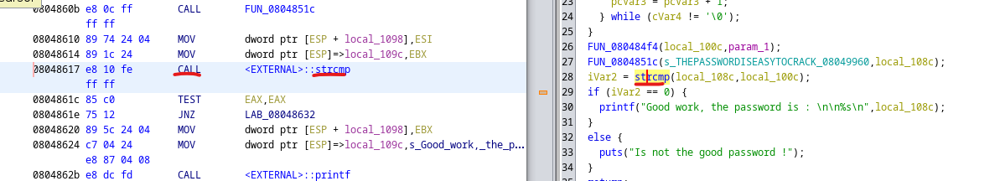 0804860b e8 0c ff CALL FUN_0804851c
ff ff
08048610 89 74 24 04 MOV dword ptr [ESP + local_1098],ESI
08048614 89 1c 24 MOV dword ptr [ESP]=>local_109c,EBX
08048617 e8 10 fe CALL <EXTERNAL>::strcmp
ff ff
0804861c 85 c0 TEST EAX,EAX
0804861e 75 12 JNZ LAB_08048632
08048620 89 5c 24 04 MOV dword ptr [ESP + local_1098],EBX
08048624 c7 04 24 MOV dword ptr [ESP]=>local_109c,s_Good_work,_the_p...
e8 87 04 08
0804862b e8 dc fd CALL <EXTERNAL>::printf
23 pcVar3 = pcVar3 + 1;
24 } while (cVar4 != '\0');
25 }
26 FUN_080484f4(local_100c,param_1);
27 FUN_0804851c(s_THEPASSWORDISEASYTOCRACK_08049960,local_108c);
28 iVar2 = strcmp(local_108c,local_100c);
29 if (iVar2 == 0) {
30 printf("Good work, the password is : \n\n%s\n",local_108c);
31 }
32 else {
33 puts("Is not the good password !");
34 }